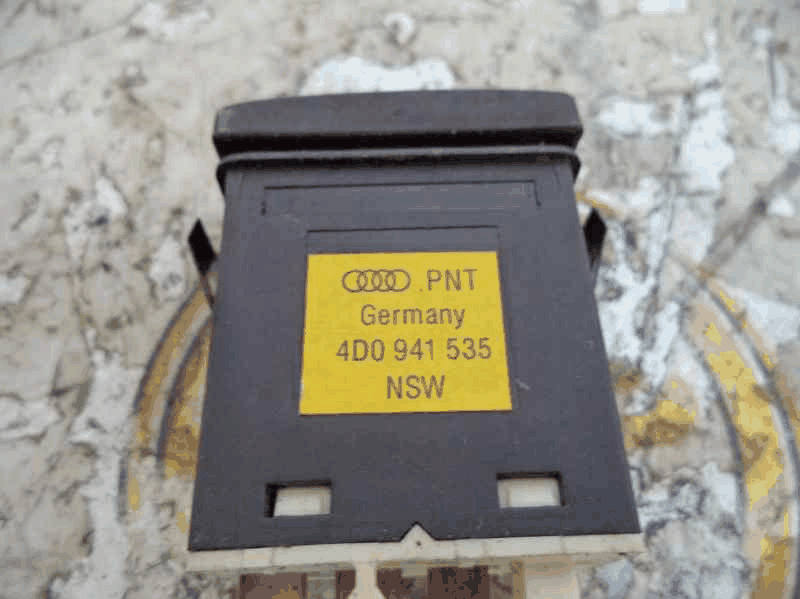 PNT
Germany
4D0 941 535
NSW